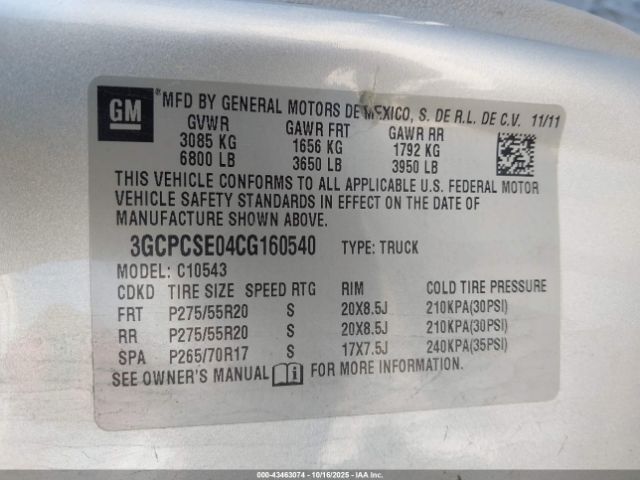 GM
*MFD BY GENERAL MOTORS DE MEXICO, S. DE R.L. DE C.V. 11/11
GVWR GAWR FRT GAWR RR
3085 KG 1656 KG 1792 KG
6800 LB 3650 LB 3950 LB
THIS VEHICLE CONFORMS TO ALL APPLICABLE U.S. FEDERAL MOTOR
VEHICLE SAFETY STANDARDS IN EFFECT ON THE DATE OF
MANUFACTURE SHOWN ABOVE.
3GCPCSE04CG160540 TYPE: TRUCK
MODEL: C10543
CDKD TIRE SIZE SPEED RTG RIM COLD TIRE PRESSURE
FRT P275/55R20 S 20X8.5J 210KPA(30PSI)
RR P275/55R20 S 20X8.5J 210KPA(30PSI)
SPA P265/70R17 S 17X7.5J 240KPA(35PSI)
SEE OWNER'S MANUAL i FOR MORE INFORMATION.
000-43463074 | 10/16/2025 | IAAI.COM